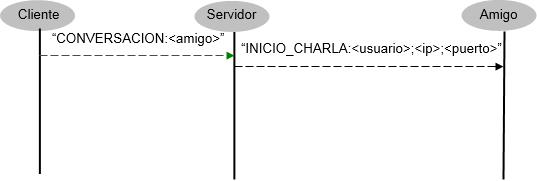 Cliente
Servidor
Amigo
“CONVERSACION:<amigo>”
“INICIO_CHARLA:<usuario>;<ip>;<puerto>”